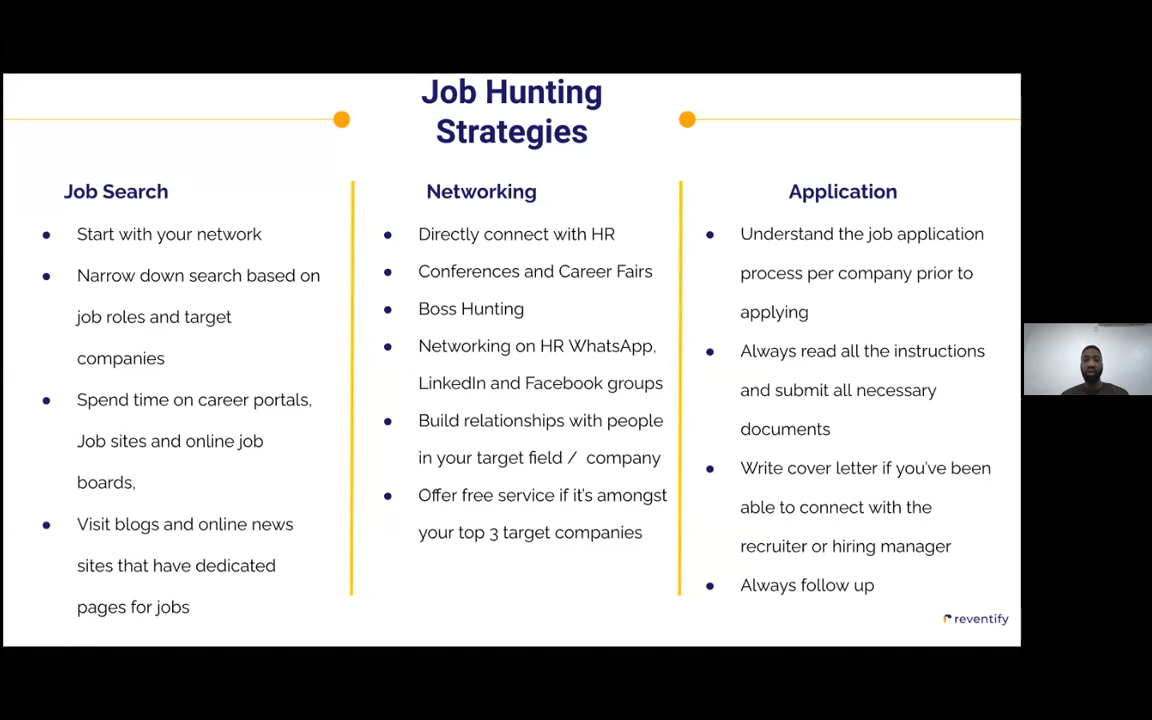 Job Hunting
Strategies
Job Search
Start with your network
Narrow down search based on
job roles and target
companies
Spend time on career portals,
Job sites and online job
boards,
Visit blogs and online news
sites that have dedicated
pages for jobs
Networking
Directly connect with HR
Conferences and Career Fairs
Boss Hunting
Networking on HR WhatsApp,
LinkedIn and Facebook groups
Build relationships with people
in your target field / company
Offer free service if it's amongst
your top 3 target companies
Application
Understand the job application
process per company prior to
applying
Always read all the instructions
and submit all necessary
documents
Write cover letter if you've been
able to connect with the
recruiter or hiring manager
Always follow up
reventify